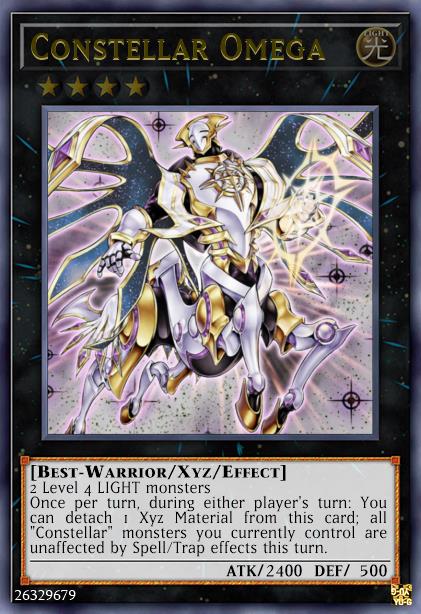 CONSTELLAR OMEGA
LIGHT
光
[BEST-WARRIOR/XYZ/EFFECT]
2 Level 4 LIGHT monsters
Once per turn, during either player's turn: You
can detach 1 Xyz Material from this card; all
"Constellar" monsters you currently control are
unaffected by Spell/Trap effects this turn.
ATK/2400 DEF/ 500
26329679